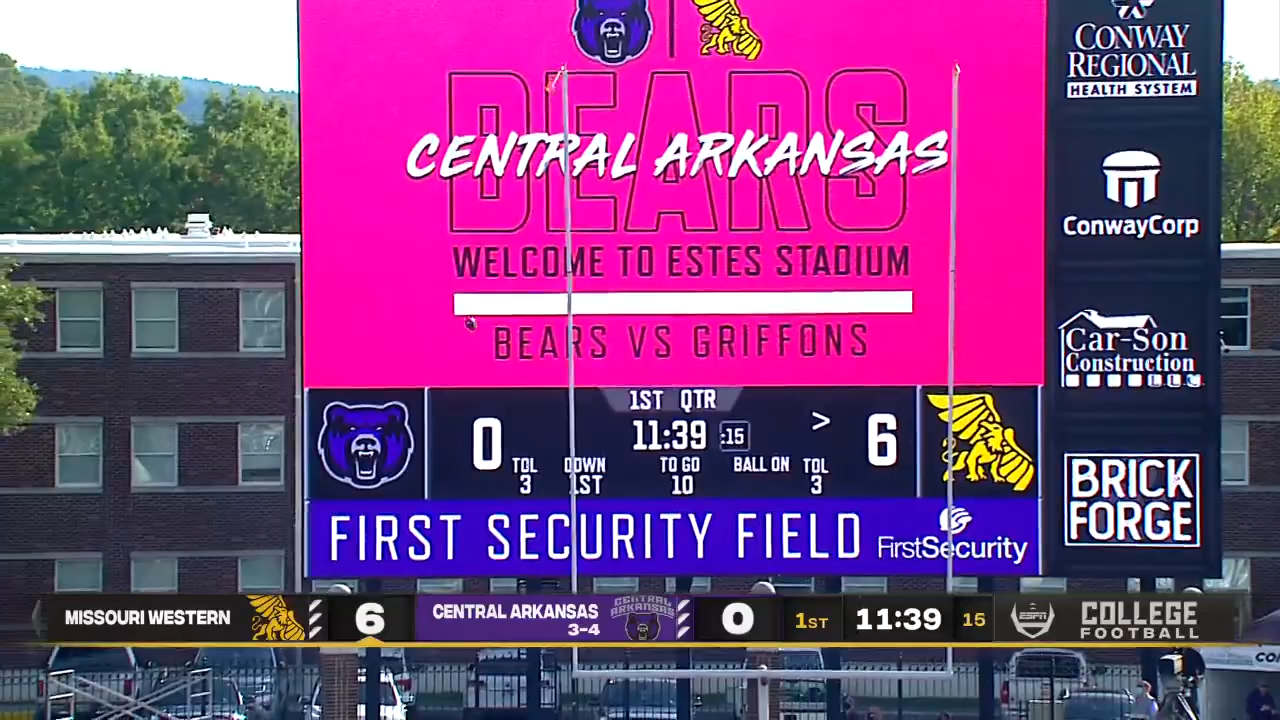 BEARS
CENTRAL ARKANSAS
WELCOME TO ESTES STADIUM
BEARS VS GRIFFONS
CONWAY
REGIONAL
HEALTH SYSTEM
ConwayCorp
Car-Son
Construction
LLC
BRICK
FORGE
1ST QTR
0 11:39 :15 > 6
TOL DOWN TO GO BALL ON TOL
3 1ST 10 3
FIRST SECURITY FIELD FirstSecurity
MISSOURI WESTERN 6 CENTRAL ARKANSAS 3-4 CENTRAL ARKANSAS 0 1ST 11:39 15 ESPN COLLEGE FOOTBALL